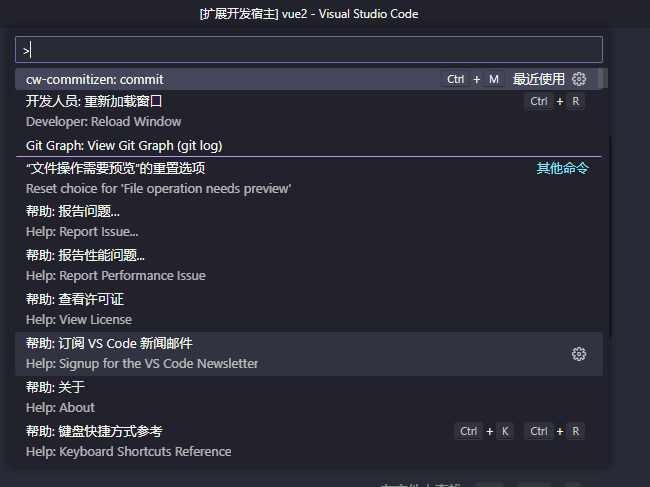 [扩展开发宿主] vue2 - Visual Studio Code
>
cw-commitizen: commit Ctrl + M 最近使用
开发人员: 重新加载窗口 Ctrl + R
Developer: Reload Window
Git Graph: View Git Graph (git log)
“文件操作需要预览”的重置选项 其他命令
Reset choice for 'File operation needs preview'
帮助: 报告问题...
Help: Report Issue...
帮助: 报告性能问题...
Help: Report Performance Issue
帮助: 查看许可证
Help: View License
帮助: 订阅 VS Code 新闻邮件
Help: Signup for the VS Code Newsletter
帮助: 关于
Help: About
帮助: 键盘快捷方式参考 Ctrl + K Ctrl + R
Help: Keyboard Shortcuts Reference